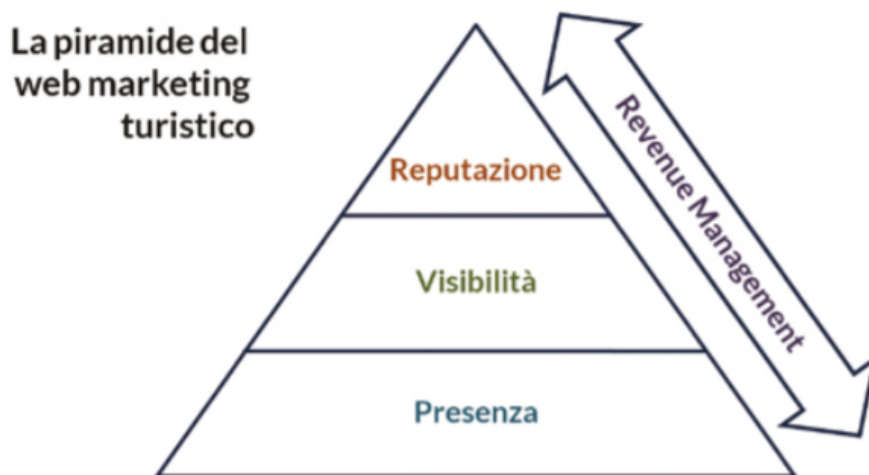 La piramide del
web marketing
turistico
Reputazione
Visibilità
Presenza
Revenue Management